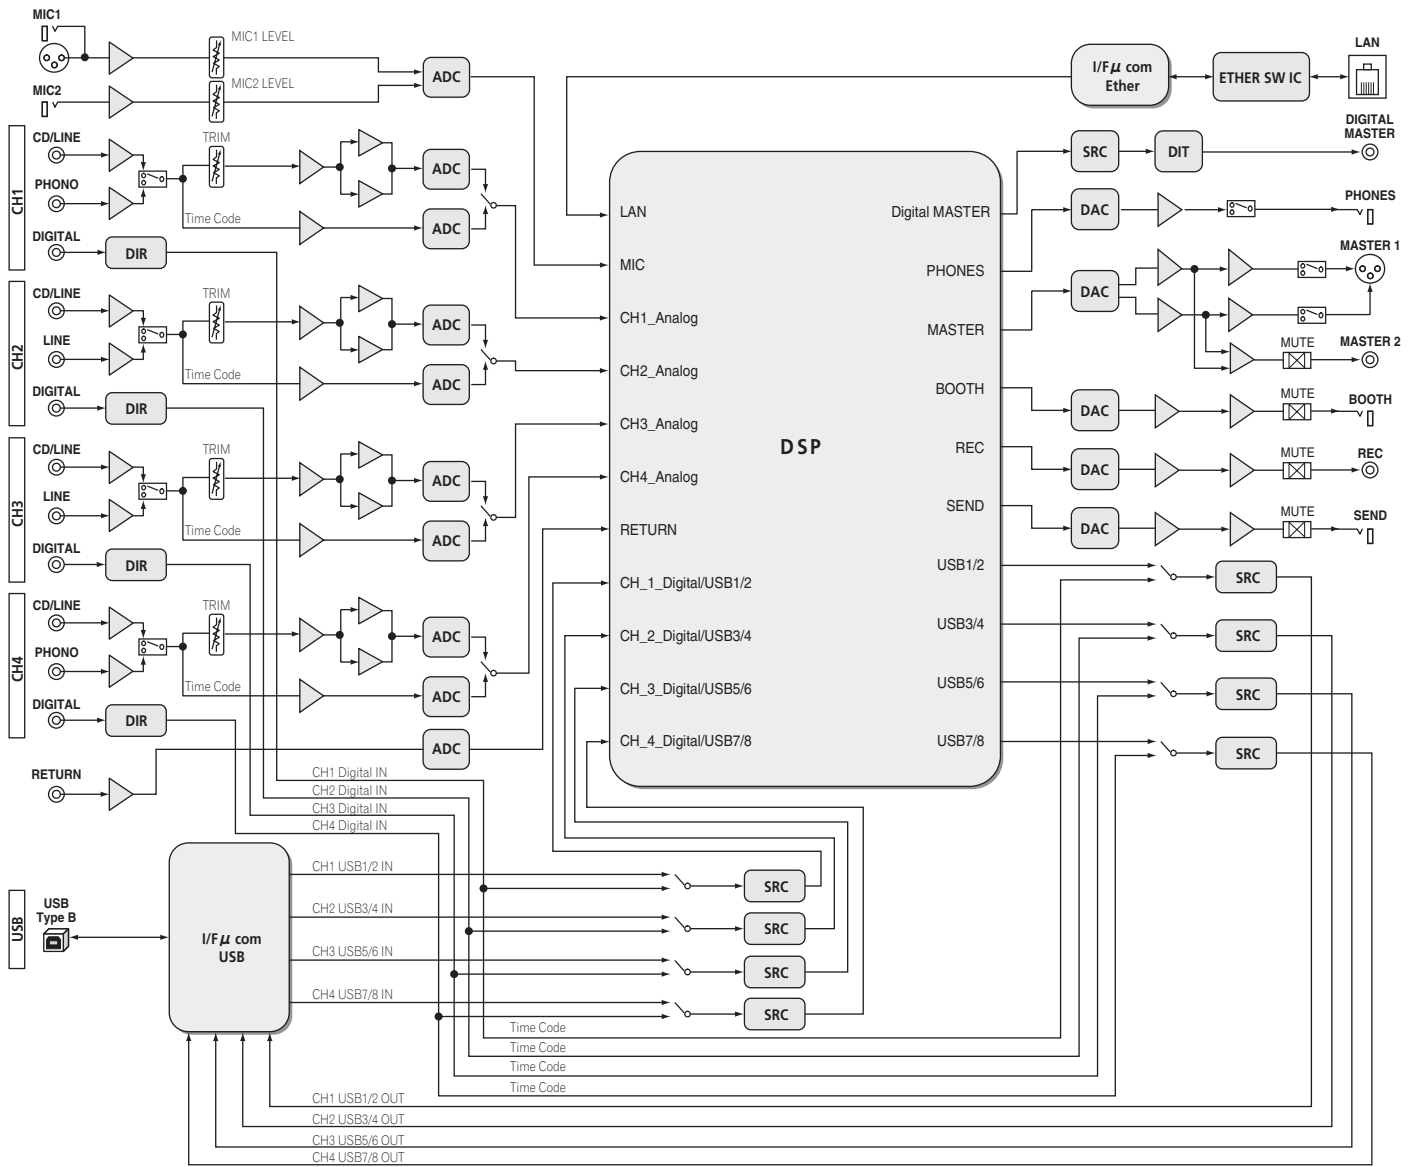 MIC1
MIC1 LEVEL
ADC
MIC2 LEVEL
MIC2
CH1
CD/LINE
TRIM
ADC
PHONO
Time Code
ADC
DIGITAL
DIR
CH2
CD/LINE
TRIM
ADC
LINE
Time Code
ADC
DIGITAL
DIR
CH3
CD/LINE
TRIM
ADC
LINE
Time Code
ADC
DIGITAL
DIR
CH4
CD/LINE
TRIM
ADC
PHONO
Time Code
ADC
DIGITAL
DIR
ADC
RETURN
CH1 Digital IN
CH2 Digital IN
CH3 Digital IN
CH4 Digital IN
DSP
LAN
MIC
CH1_Analog
CH2_Analog
CH3_Analog
CH4_Analog
RETURN
CH_1_Digital/USB1/2
CH_2_Digital/USB3/4
CH_3_Digital/USB5/6
CH_4_Digital/USB7/8
Digital MASTER
PHONES
MASTER
BOOTH
REC
SEND
USB1/2
USB3/4
USB5/6
USB7/8
I/Fμ com
Ether
ETHER SW IC
LAN
SRC
DIT
DIGITAL
MASTER
DAC
PHONES
DAC
MASTER 1
MUTE
MASTER 2
DAC
MUTE
BOOTH
DAC
MUTE
REC
DAC
MUTE
SEND
SRC
SRC
SRC
SRC
USB
USB
Type B
I/Fμ com
USB
CH1 USB1/2 IN
SRC
CH2 USB3/4 IN
SRC
CH3 USB5/6 IN
SRC
CH4 USB7/8 IN
SRC
Time Code
Time Code
Time Code
Time Code
CH1 USB1/2 OUT
CH2 USB3/4 OUT
CH3 USB5/6 OUT
CH4 USB7/8 OUT